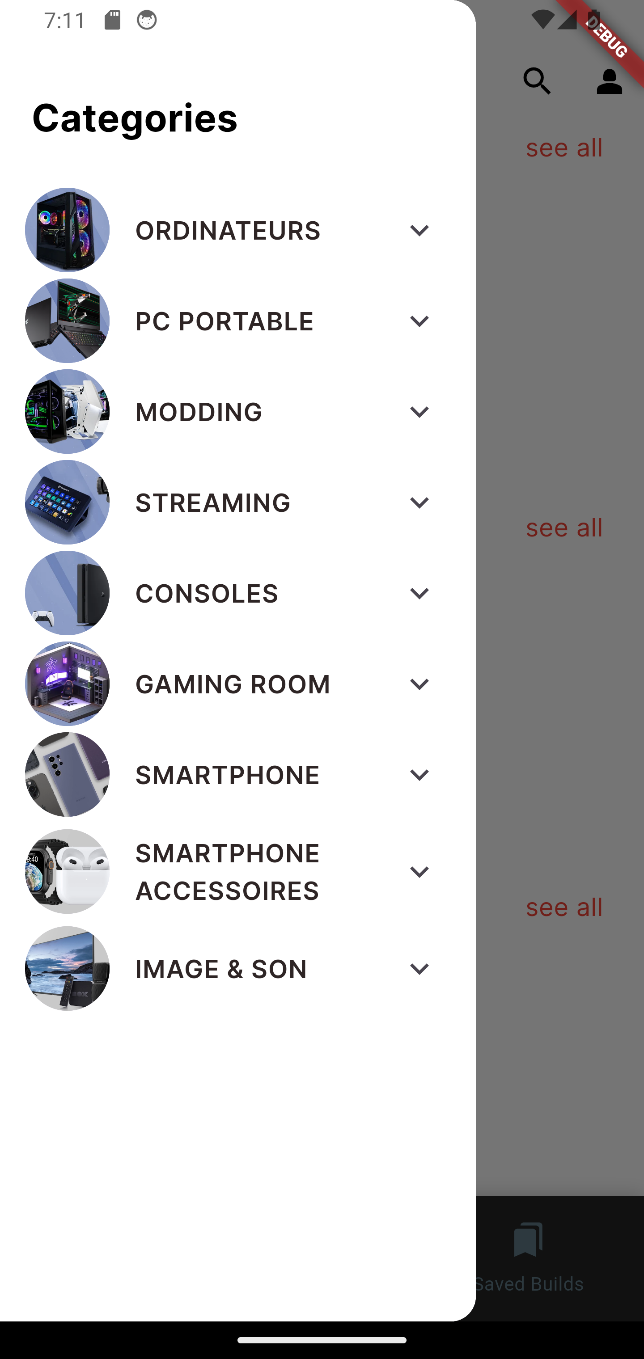 7:11
DEBUG
Categories
see all
ORDINATEURS
PC PORTABLE
MODDING
STREAMING
see all
CONSOLES
GAMING ROOM
SMARTPHONE
SMARTPHONE
ACCESSOIRES
see all
IMAGE & SON
Saved Builds